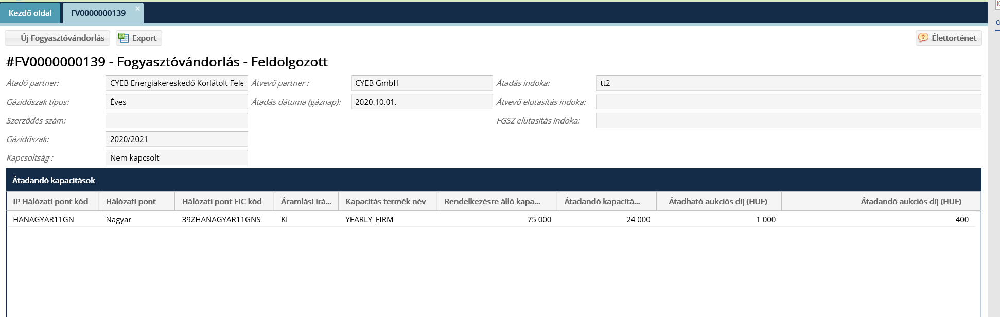 Kezdő oldal FV0000000139
Új Fogyasztóvándorlás Export Élettörténet
#FV0000000139 - Fogyasztóvándorlás - Feldolgozott
Átadó partner: CYEB Energiakereskedő Korlátolt Fele Átvevő partner : CYEB GmbH Átadás indoka: tt2
Gázidőszak típus: Éves Átadás dátuma (gáznap): 2020.10.01. Átvevő elutasítás indoka:
Szerződés szám: FGSZ elutasítás indoka:
Gázidőszak: 2020/2021
Kapcsoltság : Nem kapcsolt
Átadandó kapacitások
IP Hálózati pont kód Hálózati pont Hálózati pont EIC kód Áramlási irá... Kapacitás termék név Rendelkezésre álló kapa... Átadandó kapacitá... Átadható aukciós díj (HUF) Átadandó aukciós díj (HUF)
HANAGYAR11GN Nagyar 39ZHANAGYAR11GNS Ki YEARLY_FIRM 75 000 24 000 1 000 400